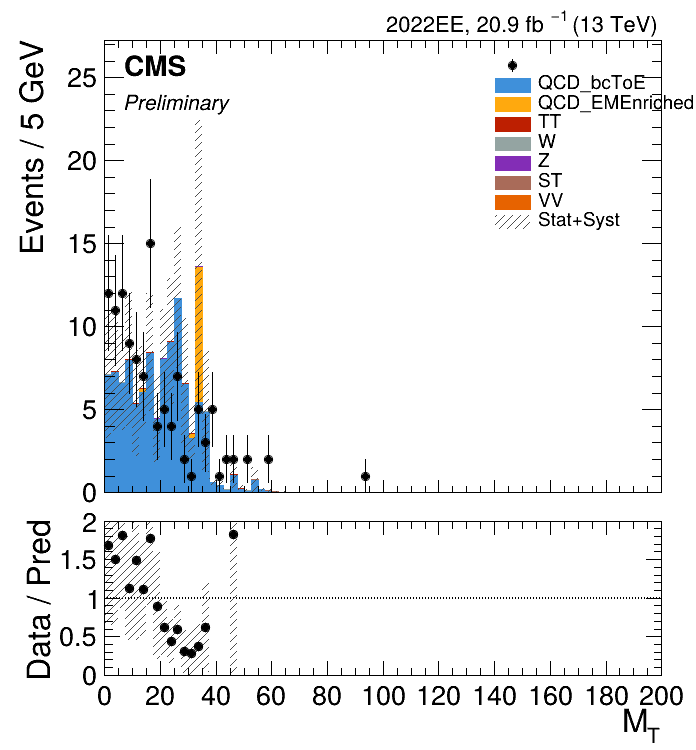 2022EE, 20.9 fb⁻¹ (13 TeV)
CMS
Preliminary
QCD_bcToE
QCD_EMEnriched
TT
W
Z
ST
VV
Stat+Syst
Events / 5 GeV
25
20
15
10
5
0
Data / Pred
2
1.5
1
0.5
0
0 20 40 60 80 100 120 140 160 180 200
M_T